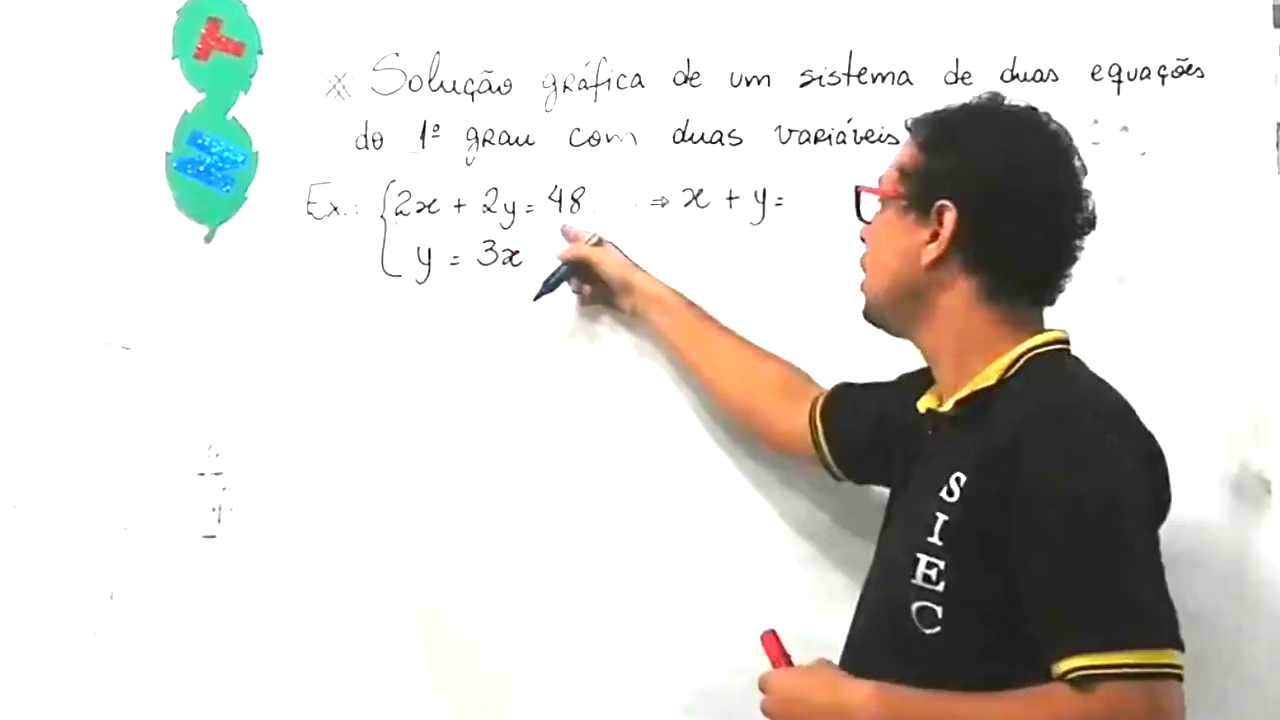 T
M
※ Solução gráfica de um sistema de duas equações
do 1º grau com duas variáveis
Ex.: { 2x + 2y = 48 ⇒ x + y =
y = 3x
SIEC